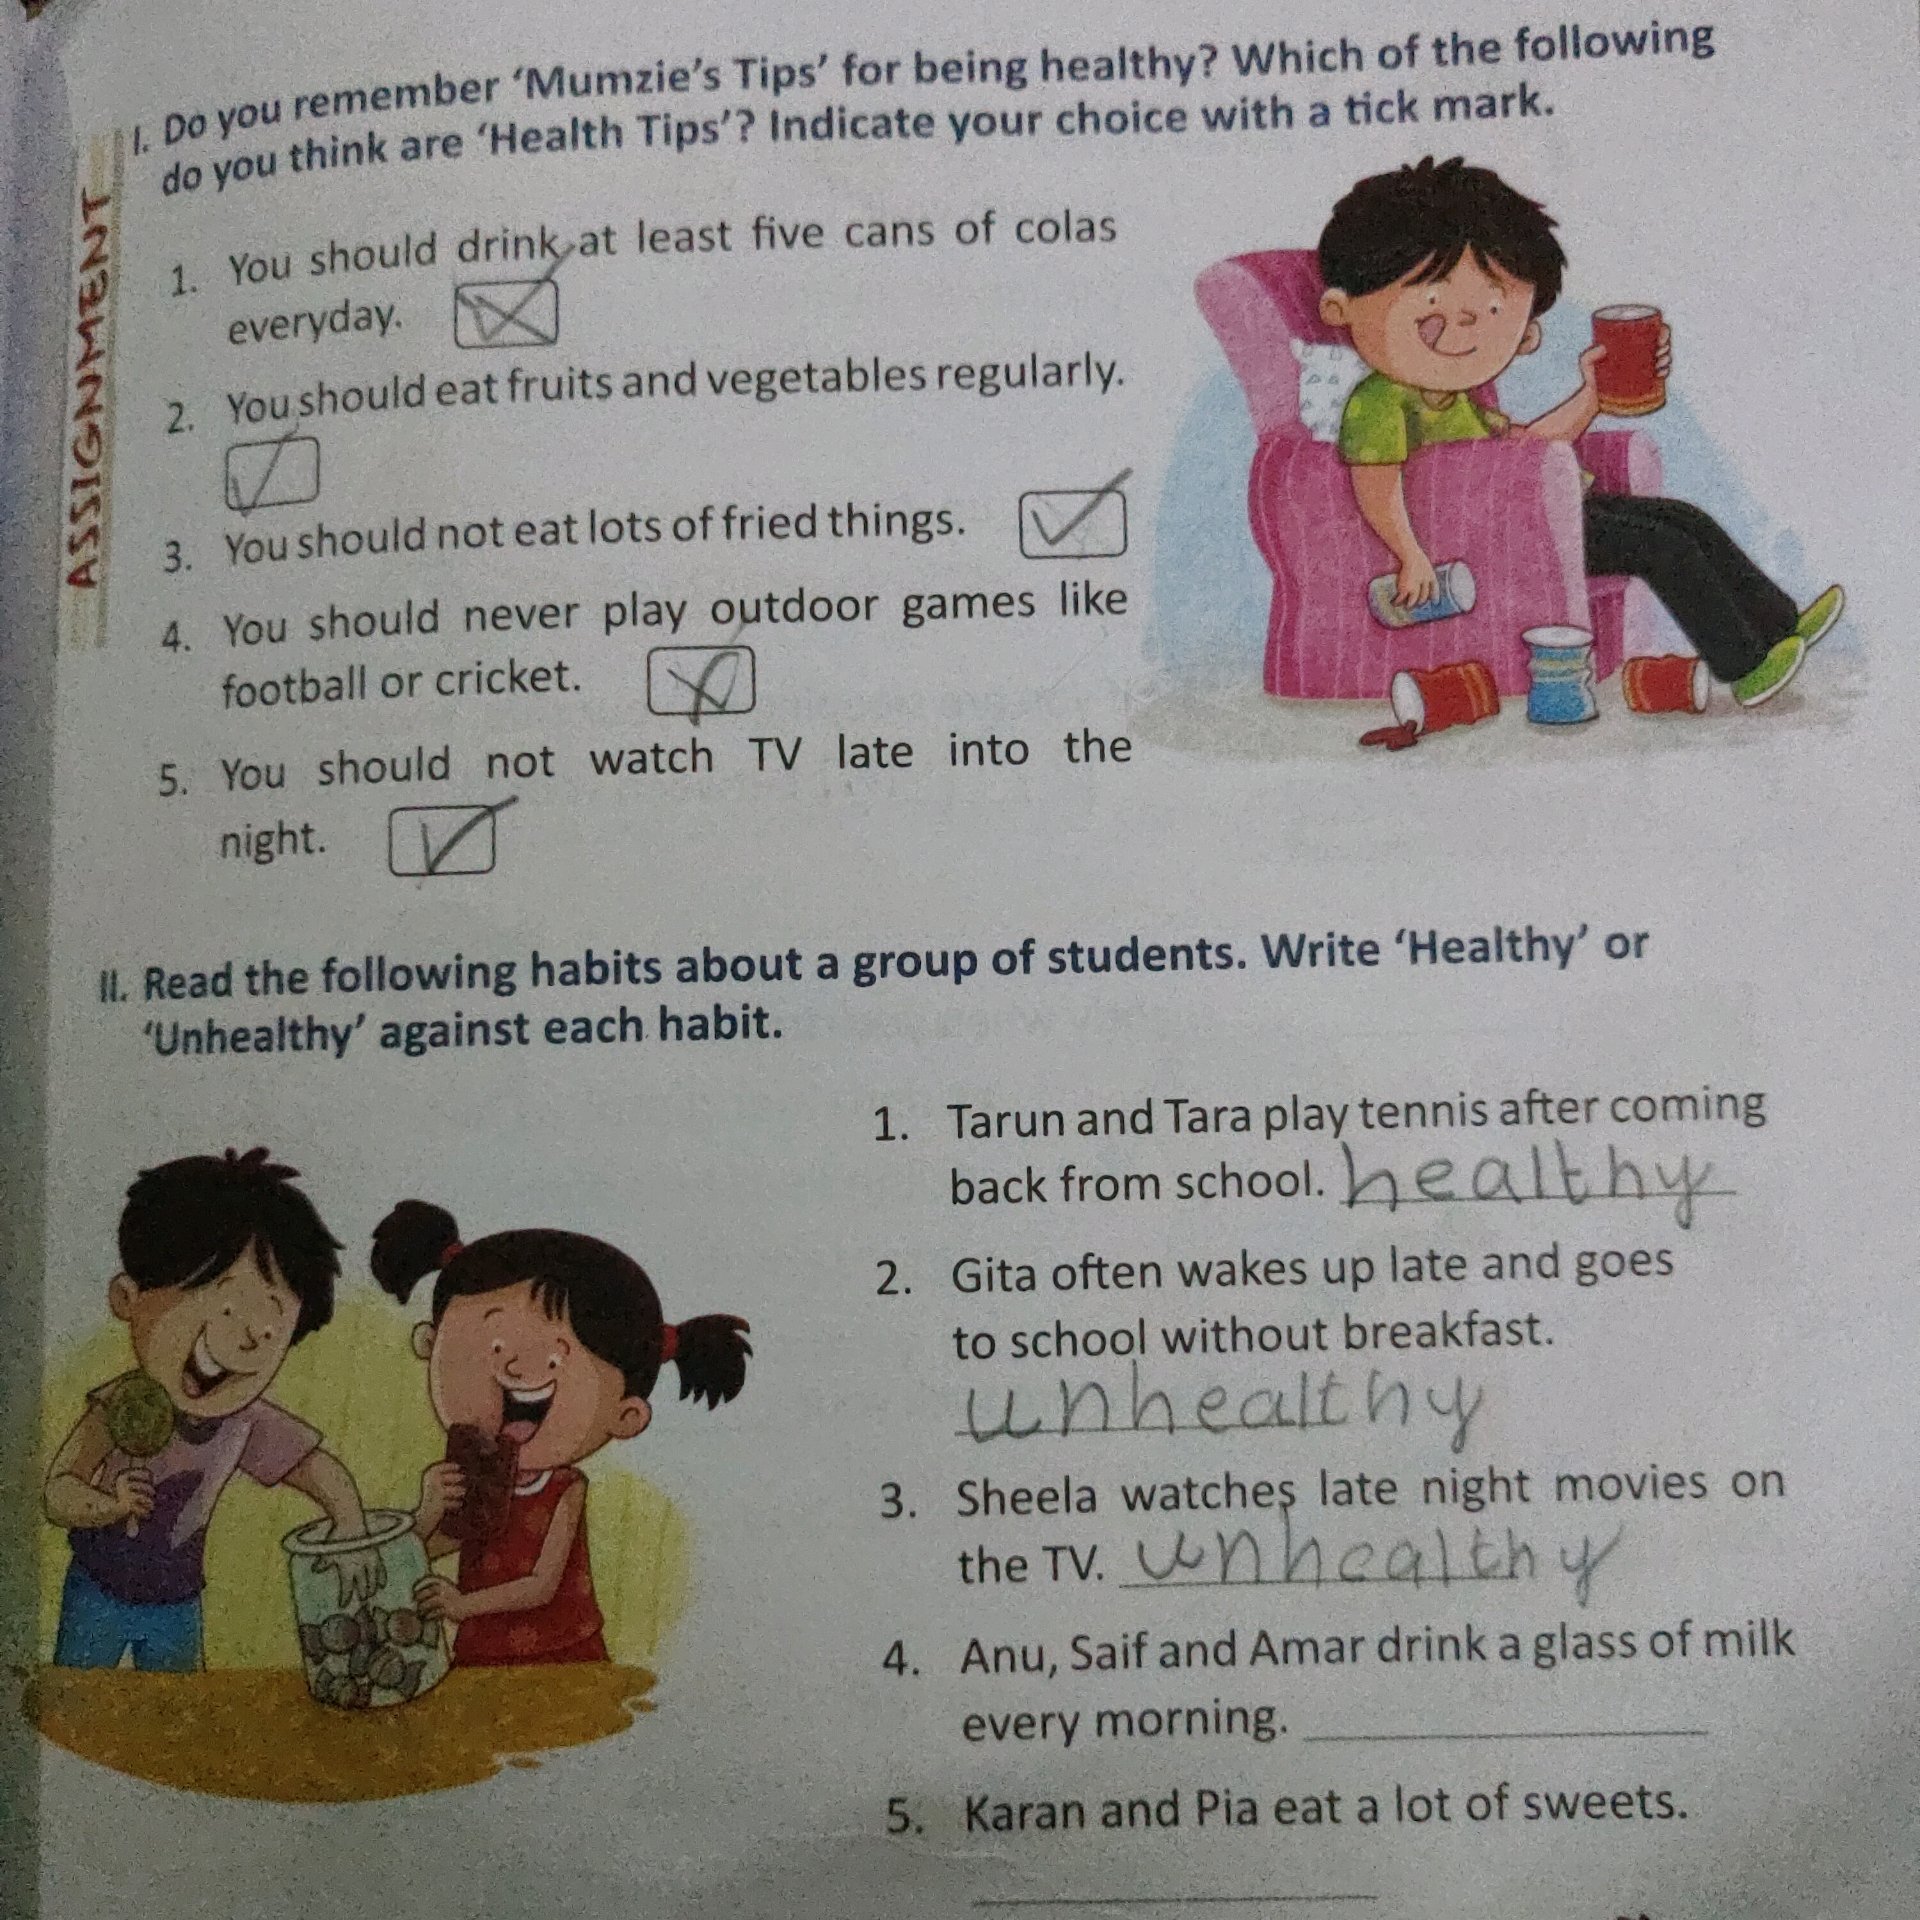 I. Do you remember ‘Mumzie’s Tips’ for being healthy? Which of the following
do you think are ‘Health Tips’? Indicate your choice with a tick mark.
ASSIGNMENT
1. You should drink at least five cans of colas
everyday.
2. You should eat fruits and vegetables regularly.
3. You should not eat lots of fried things.
4. You should never play outdoor games like
football or cricket.
5. You should not watch TV late into the
night.
II. Read the following habits about a group of students. Write ‘Healthy’ or
‘Unhealthy’ against each habit.
1. Tarun and Tara play tennis after coming
back from school. healthy
2. Gita often wakes up late and goes
to school without breakfast.
unhealthy
3. Sheela watches late night movies on
the TV. unhealthy
4. Anu, Saif and Amar drink a glass of milk
every morning.
5. Karan and Pia eat a lot of sweets.